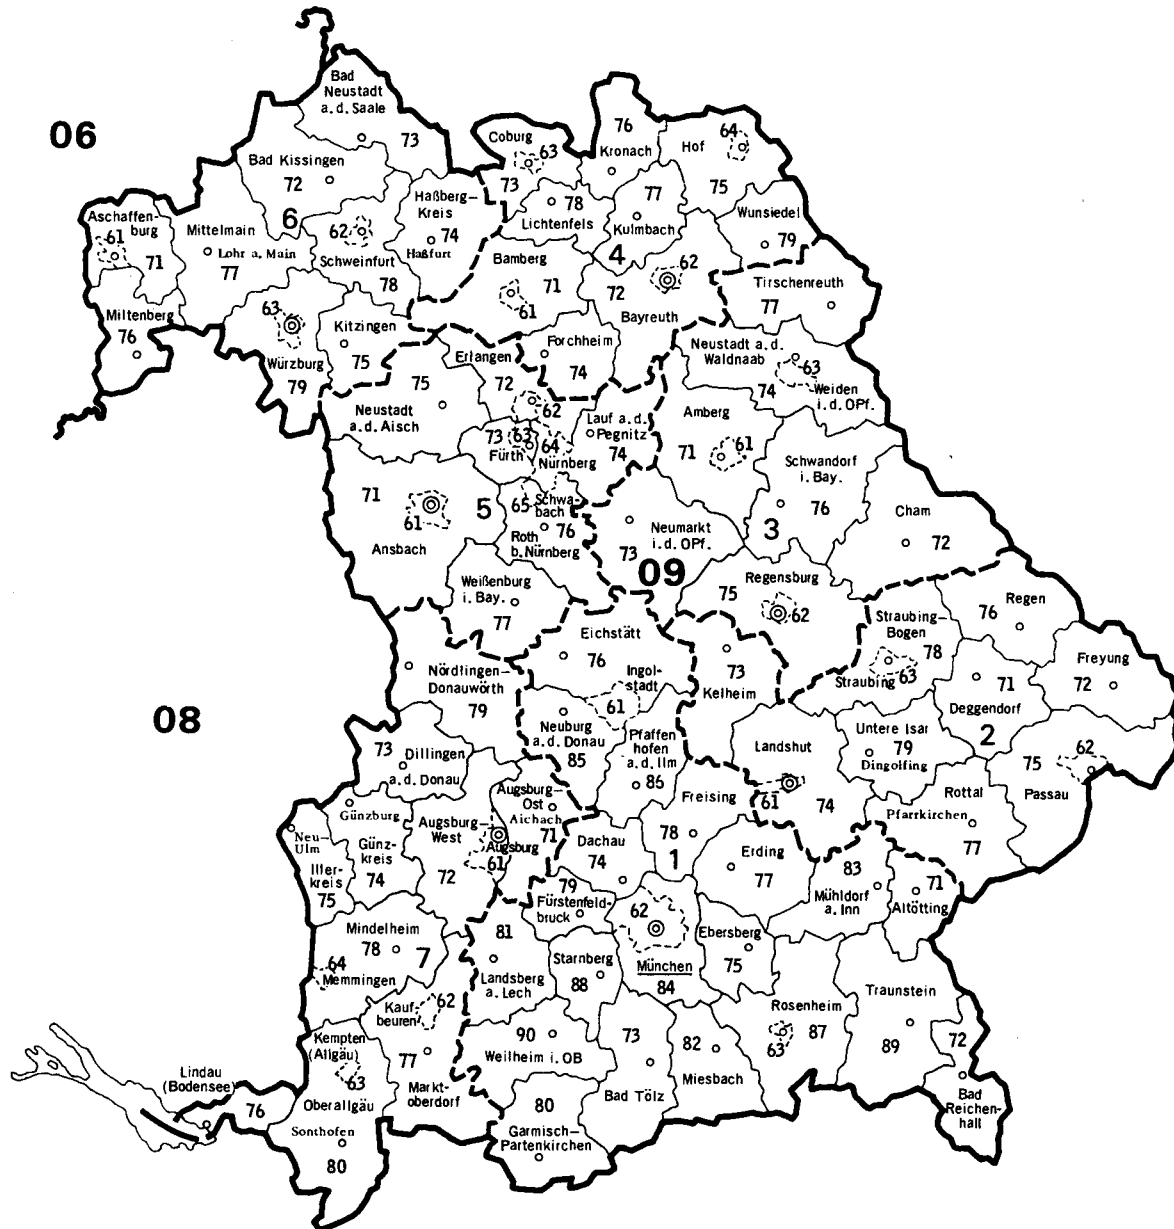 Bad
Neustadt
a.d. Saale
73
06
Coburg
63
73
76
Kronach
64
Hof
75
Bad Kissingen
72
6
Haßberg-
Kreis
74
Haßfurt
78
Lichtenfels
77
Kulmbach
4
Wunsiedel
79
Aschaffen-
burg
61
71
Mittelmain
Lohr a. Main
77
62
Schweinfurt
78
Bamberg
71
61
62
72
Bayreuth
Tirschenreuth
77
Miltenberg
76
63
Würzburg
79
Kitzingen
75
Forchheim
74
Neustadt a.d.
Waldnaab
63
74
Weiden
i.d. OPf.
Erlangen
72
62
75
Neustadt
a.d. Aisch
73
63
Fürth
64
Nürnberg
Lauf a.d.
Pegnitz
74
Amberg
71
61
Schwandorf
i. Bay.
76
71
61
Ansbach
5
65
Schwa-
bach
76
Roth
b. Nürnberg
Neumarkt
i.d. OPf.
73
3
Cham
72
09
Weißenburg
i. Bay.
77
75
Regensburg
62
Eichstätt
76
Ingol-
stadt
61
73
Kelheim
Straubing-
Bogen
78
Straubing
63
76
Regen
Freyung
72
71
Deggendorf
2
Nördlingen-
Donauwörth
79
08
Neuburg
a.d. Donau
85
Pfaffen
hofen
a.d. Ilm
86
Landshut
61
74
Untere Isar
79
Dingolfing
75
62
Passau
73
Dillingen
a.d. Donau
Rottal
Pfarrkirchen
77
Günzburg
Augsburg-
West
72
Augsburg-
Ost
Aichach
71
Augsburg
61
Freising
78
1
Neu-
Ulm
Iller-
kreis
75
Günz-
kreis
74
Dachau
74
Erding
77
83
Mühldorf
a. Inn
71
Altötting
79
Fürstenfeld-
bruck
62
München
84
Ebersberg
75
Mindelheim
78
7
64
Memmingen
81
Landsberg
a. Lech
Starnberg
88
Traunstein
89
Kauf
beuren
62
77
Markt-
oberdorf
90
Weilheim i. OB
73
Bad Tölz
82
Miesbach
Rosenheim
63
87
72
Bad
Reichen-
hall
Kempten
(Allgäu)
63
Lindau
(Bodensee)
76
Oberallgäu
Sonthofen
80
80
Garmisch-
Partenkirchen